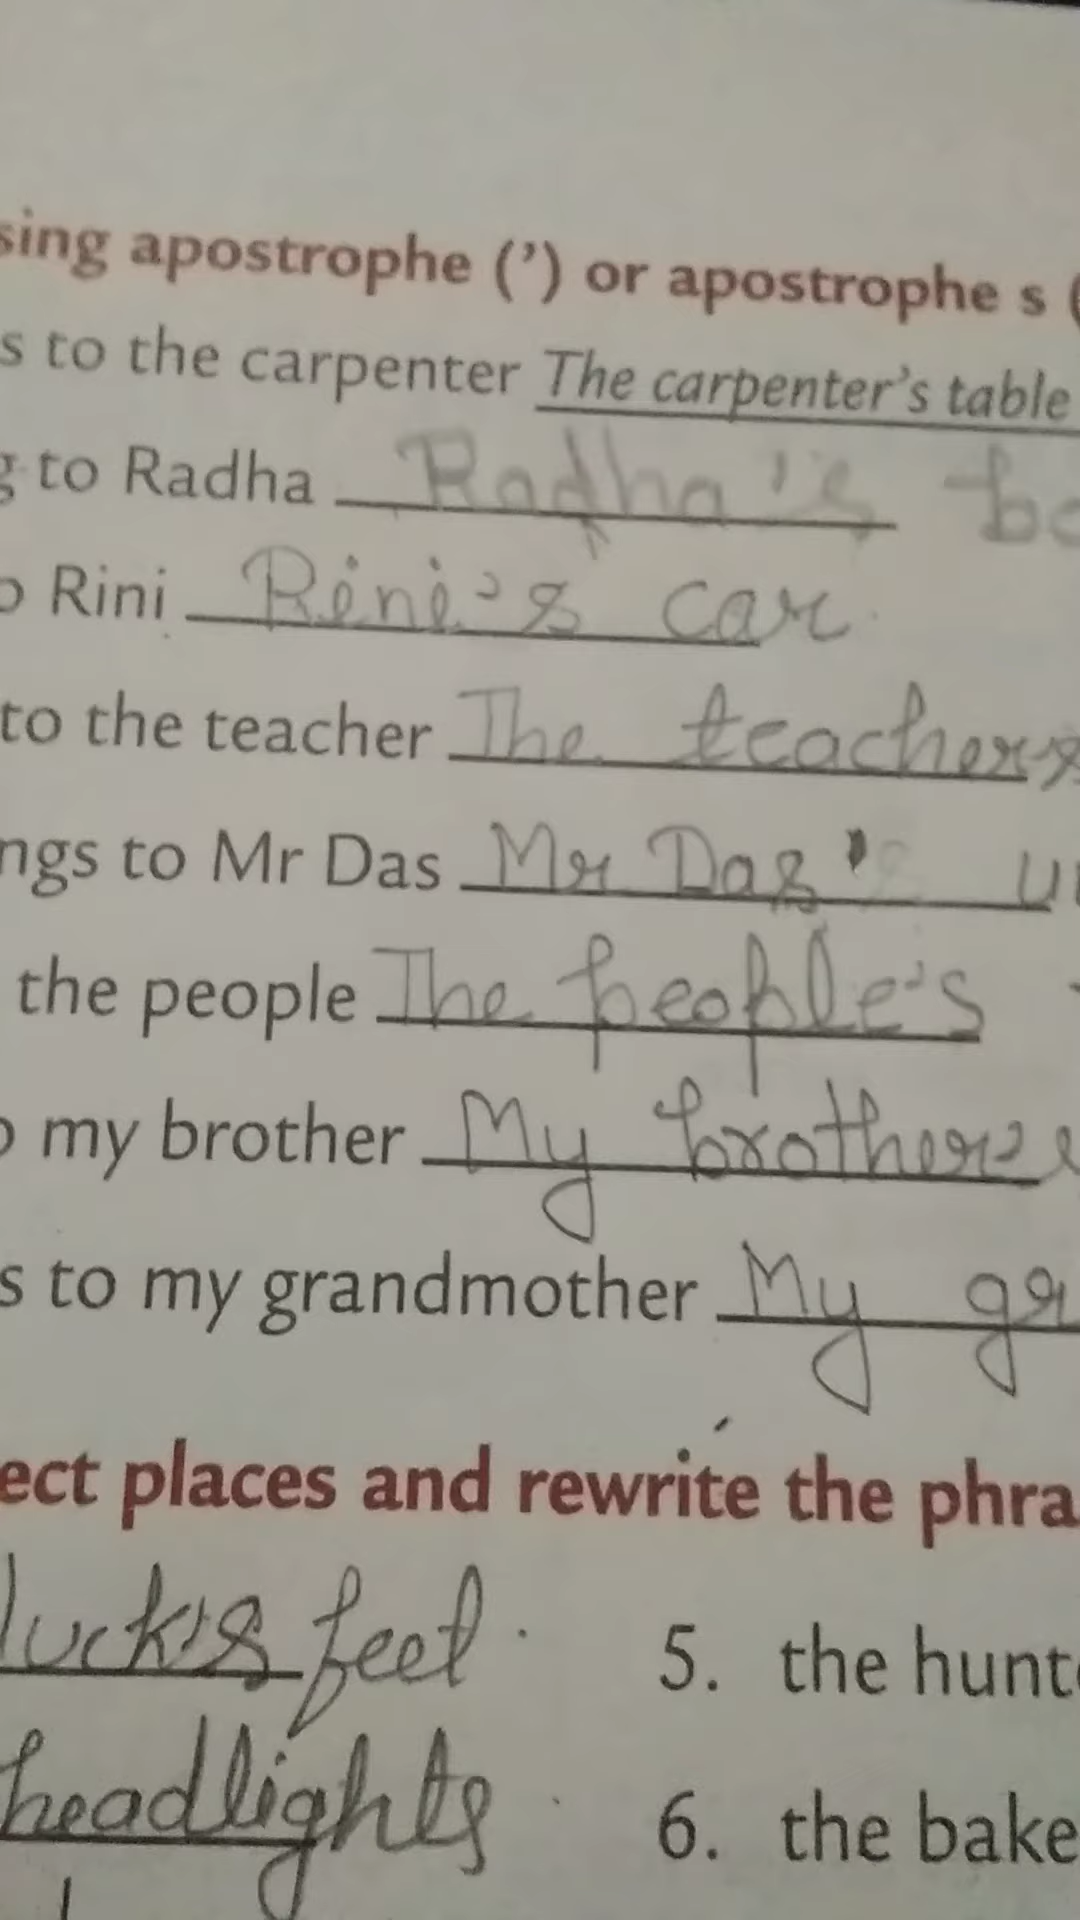 sing apostrophe (’) or apostrophe s (
s to the carpenter The carpenter’s table
g to Radha Radha's
o Rini Rini's car
to the teacher The teacher
ngs to Mr Das Mr Das'
the people The people's
o my brother My brother
s to my grandmother My gr
ect places and rewrite the phra
luck's feet
headlights
5. the hunt
6. the bake